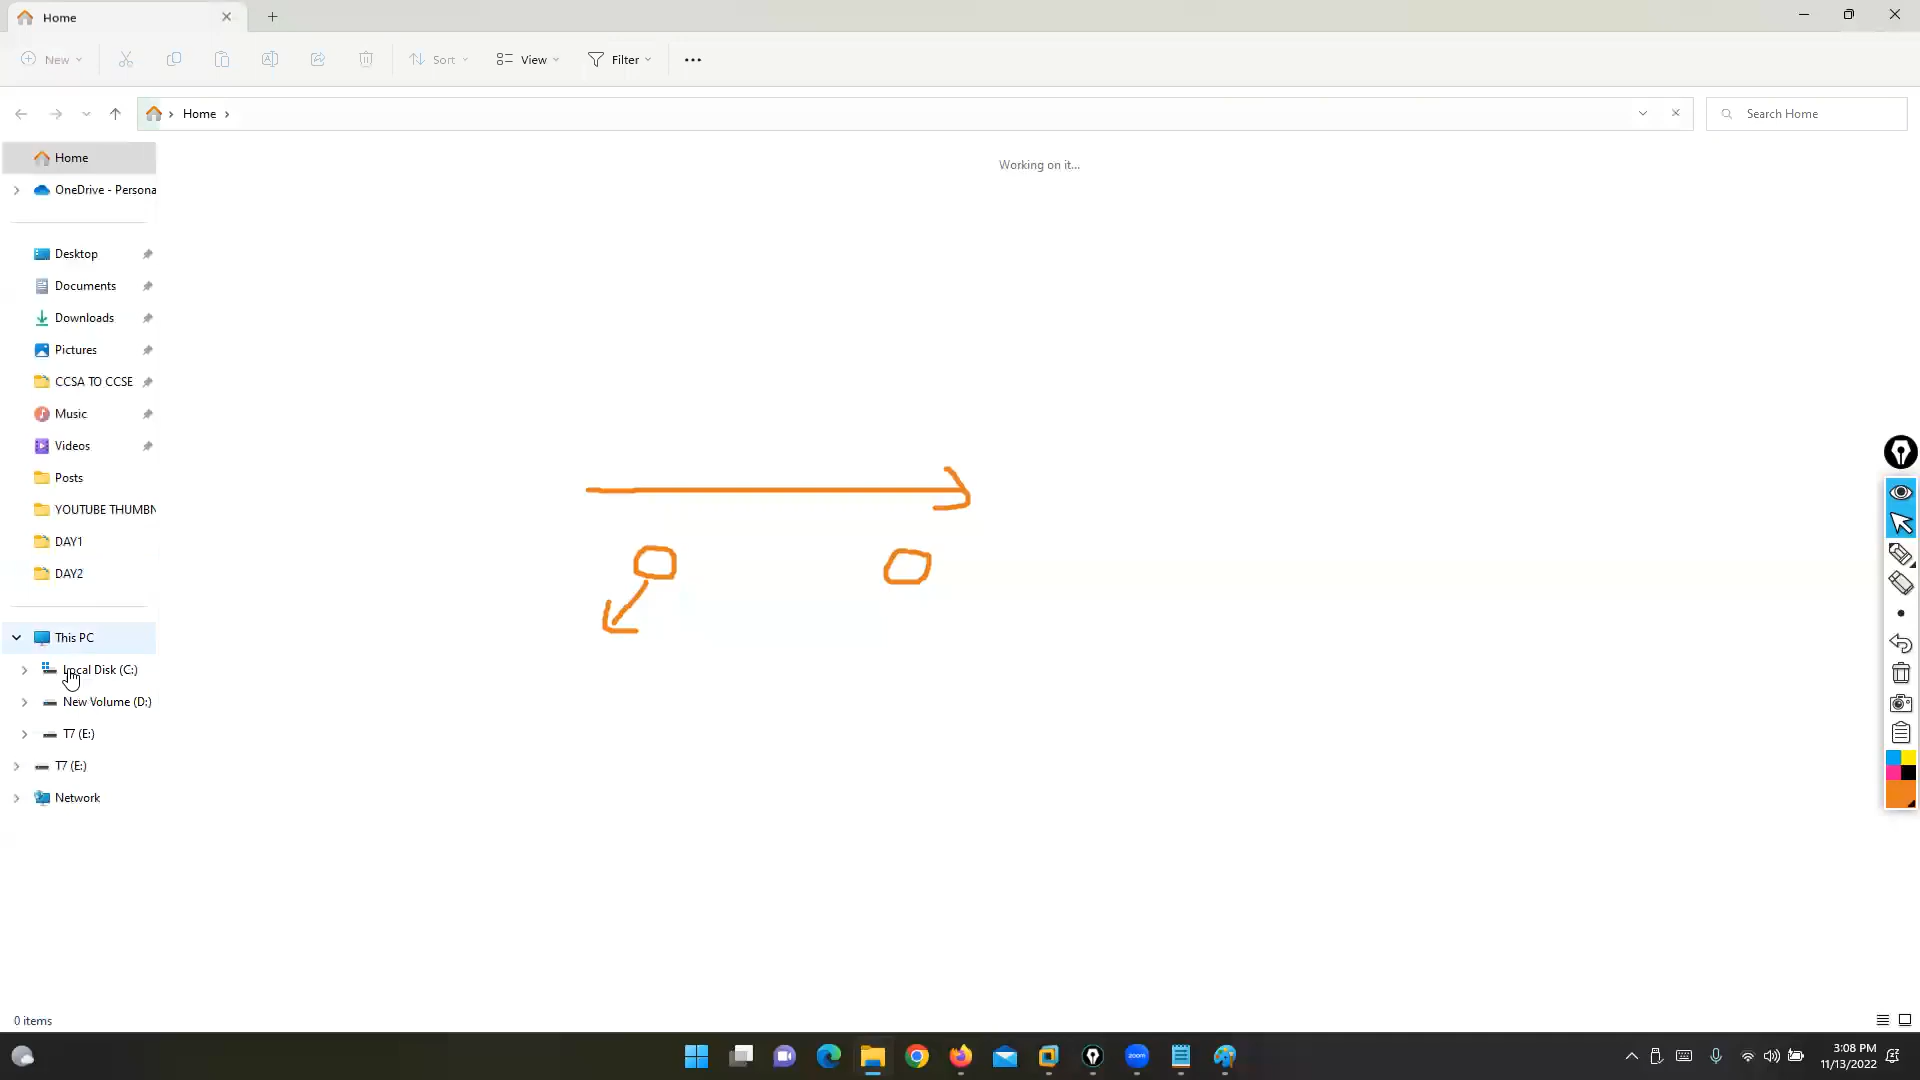 Home
New
Sort
View
Filter
Home
Search Home
Home
Working on it...
OneDrive - Persona
Desktop
Documents
Downloads
Pictures
CCSA TO CCSE
Music
Videos
Posts
YOUTUBE THUMBN
DAY1
DAY2
This PC
Local Disk (C:)
New Volume (D:)
T7 (E:)
T7 (E:)
Network
0 items
zoom
3:08 PM
11/13/2022